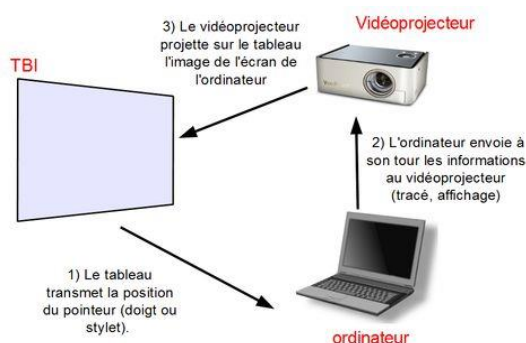 3) Le vidéoprojecteur
projette sur le tableau
l'image de l'écran de
l'ordinateur
Vidéoprojecteur
TBI
2) L'ordinateur envoie à
son tour les informations
au vidéoprojecteur
(tracé, affichage)
1) Le tableau
transmet la position
du pointeur (doigt ou
stylet).
ordinateur